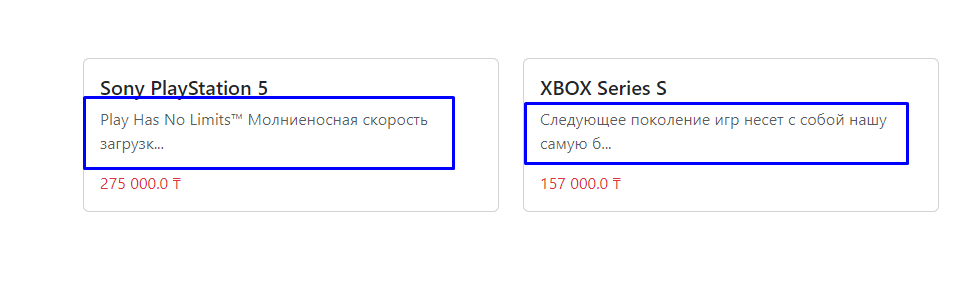 Sony PlayStation 5
Play Has No Limits™ Молниеносная скорость
загрузк...
275 000.0 ₸
XBOX Series S
Следующее поколение игр несет с собой нашу
самую б...
157 000.0 ₸